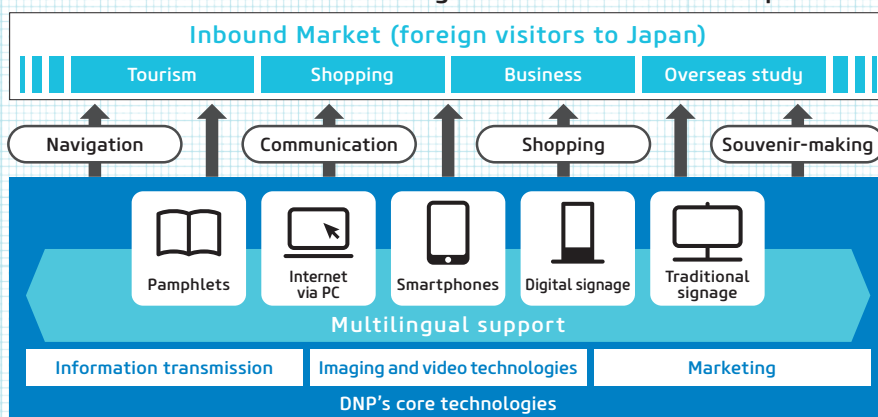 Inbound Market (foreign visitors to Japan)
Tourism
Shopping
Business
Overseas study
Navigation
Communication
Shopping
Souvenir-making
Pamphlets
Internet
via PC
Smartphones
Digital signage
Traditional
signage
Multilingual support
Information transmission
Imaging and video technologies
Marketing
DNP's core technologies